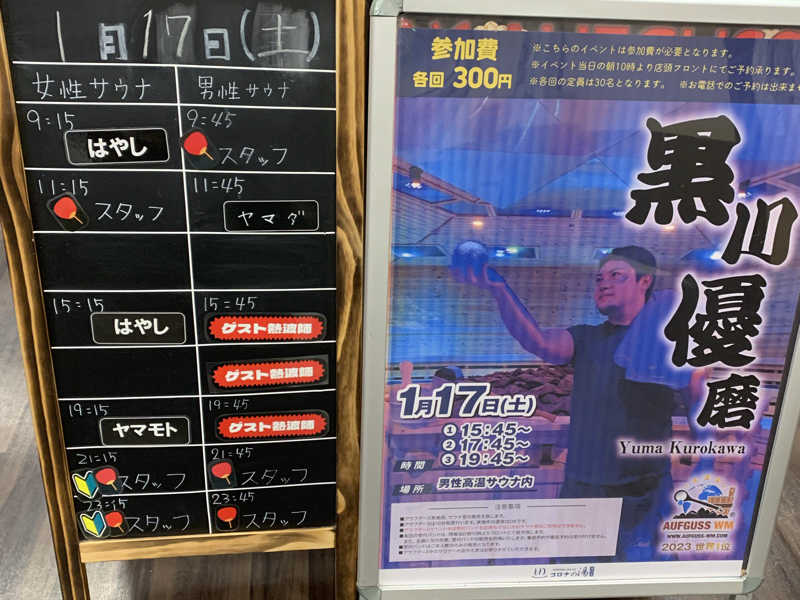 1月17日(土)
女性サウナ 男性サウナ
9:15 9:45
はやし スタッフ
11:15 11:45
スタッフ ヤマダ
15:15 15:45
はやし ゲスト熱波師
ゲスト熱波師
19:15 19:45
ヤマモト ゲスト熱波師
21:15 21:45
スタッフ スタッフ
23:15 23:45
スタッフ スタッフ
参加費
各回 300円
※こちらのイベントは参加費が必要となります。
※イベント当日の朝10時より店頭フロントにてご予約承ります。
※各回の定員は30名となります。 ※お電話でのご予約は出来ませ
黒川優磨
Yuma Kurokawa
1月17日(土)
時間
① 15:45~
② 17:45~
③ 19:45~
場所 男性高温サウナ内
注意事項
AUFGUSS WM
WWW.AUFGUSS-WM.COM
2023 世界1位
コロナの湯